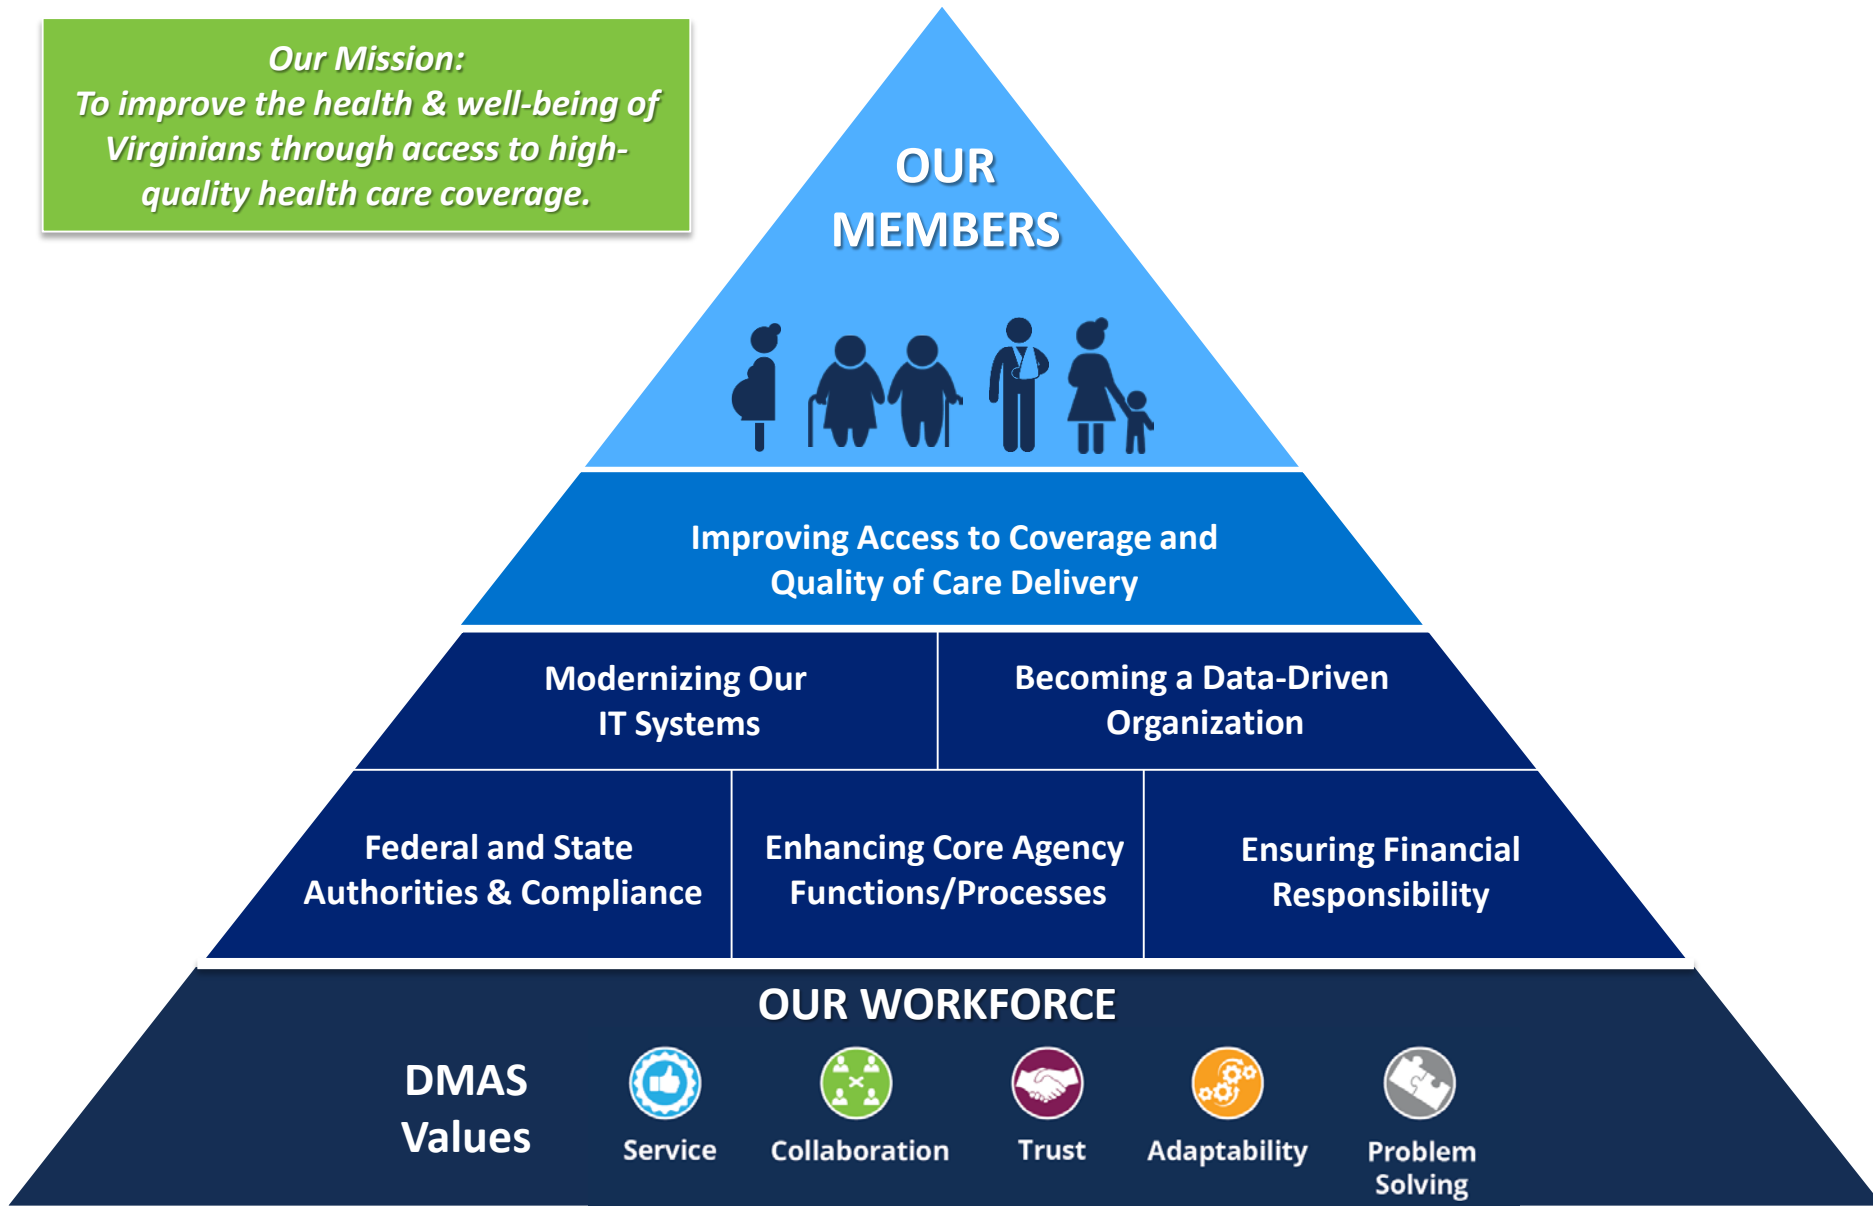 Our Mission:
To improve the health & well-being of
Virginians through access to high-
quality health care coverage.
OUR
MEMBERS
Improving Access to Coverage and
Quality of Care Delivery
Modernizing Our
IT Systems
Becoming a Data-Driven
Organization
Federal and State
Authorities & Compliance
Enhancing Core Agency
Functions/Processes
Ensuring Financial
Responsibility
OUR WORKFORCE
DMAS
Values
Service
Collaboration
Trust
Adaptability
Problem
Solving